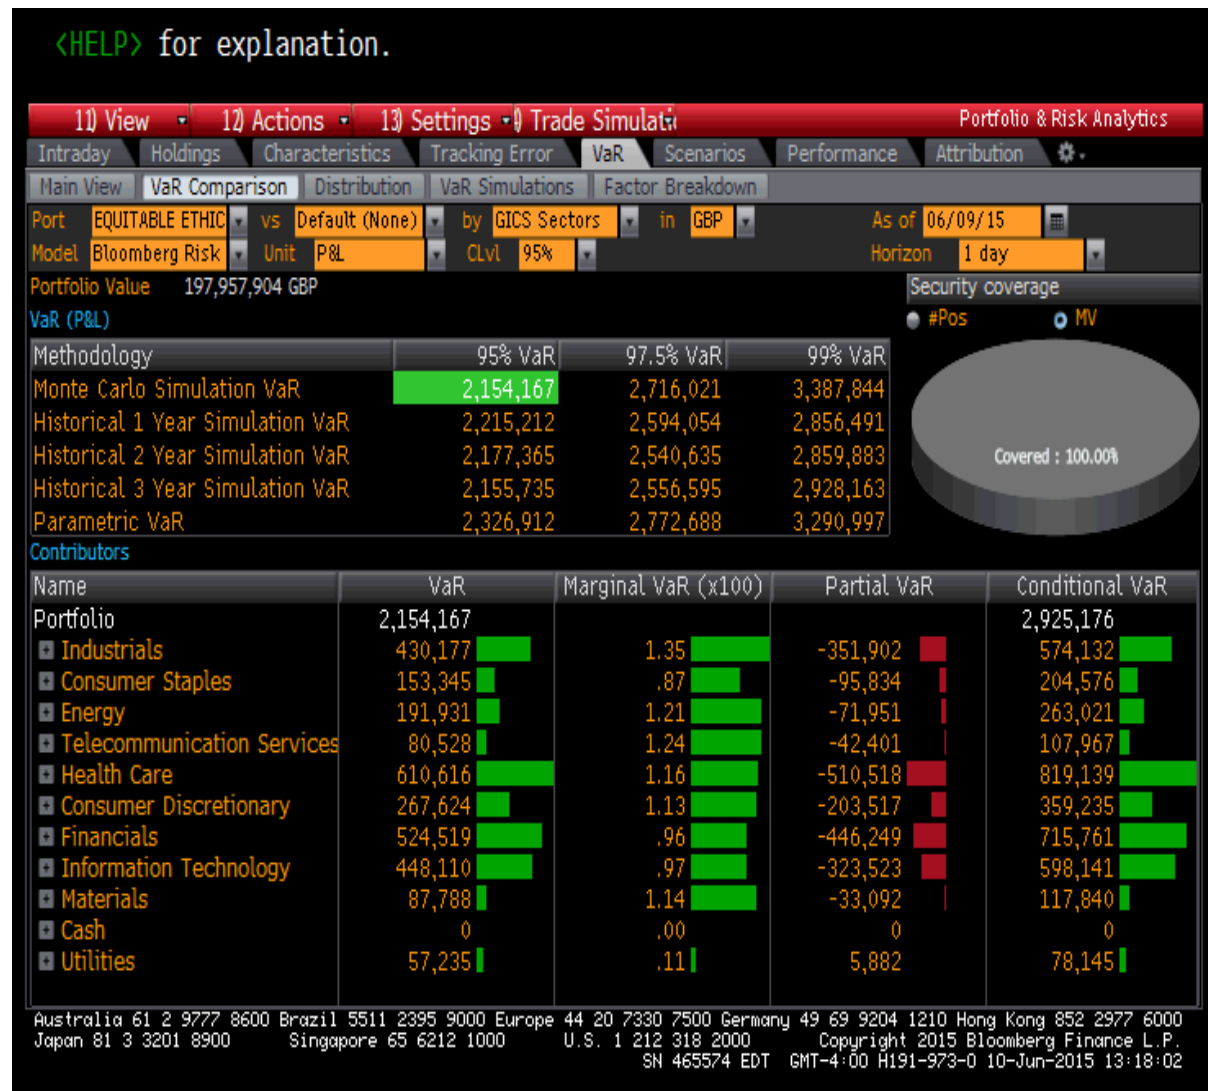 <HELP> for explanation.
11) View 12) Actions 13) Settings Trade Simulati Portfolio & Risk Analytics
Intraday Holdings Characteristics Tracking Error VaR Scenarios Performance Attribution
Main View VaR Comparison Distribution VaR Simulations Factor Breakdown
Port EQUITABLE ETHIC vs Default (None) by GICS Sectors in GBP As of 06/09/15
Model Bloomberg Risk Unit P&L CLvl 95% Horizon 1 day
Portfolio Value 197,957,904 GBP Security coverage
VaR (P&L) #Pos MV
Methodology 95% VaR 97.5% VaR 99% VaR
Monte Carlo Simulation VaR 2,154,167 2,716,021 3,387,844
Historical 1 Year Simulation VaR 2,215,212 2,594,054 2,856,491
Historical 2 Year Simulation VaR 2,177,365 2,540,635 2,859,883
Covered : 100.00%
Historical 3 Year Simulation VaR 2,155,735 2,556,595 2,928,163
Parametric VaR 2,326,912 2,772,688 3,290,997
Contributors
Name VaR Marginal VaR (x100) Partial VaR Conditional VaR
Portfolio 2,154,167 2,925,176
Industrials 430,177 1.35 -351,902 574,132
Consumer Staples 153,345 .87 -95,834 204,576
Energy 191,931 1.21 -71,951 263,021
Telecommunication Services 80,528 1.24 -42,401 107,967
Health Care 610,616 1.16 -510,518 819,139
Consumer Discretionary 267,624 1.13 -203,517 359,235
Financials 524,519 .96 -446,249 715,761
Information Technology 448,110 .97 -323,523 598,141
Materials 87,788 1.14 -33,092 117,840
Cash 0 .00 0 0
Utilities 57,235 .11 5,882 78,145
Australia 61 2 9777 8600 Brazil 5511 2395 9000 Europe 44 20 7330 7500 Germany 49 69 9204 1210 Hong Kong 852 2977 6000
Japan 81 3 3201 8900 Singapore 65 6212 1000 U.S. 1 212 318 2000 Copyright 2015 Bloomberg Finance L.P.
SN 465574 EDT GMT-4:00 H191-973-0 10-Jun-2015 13:18:02